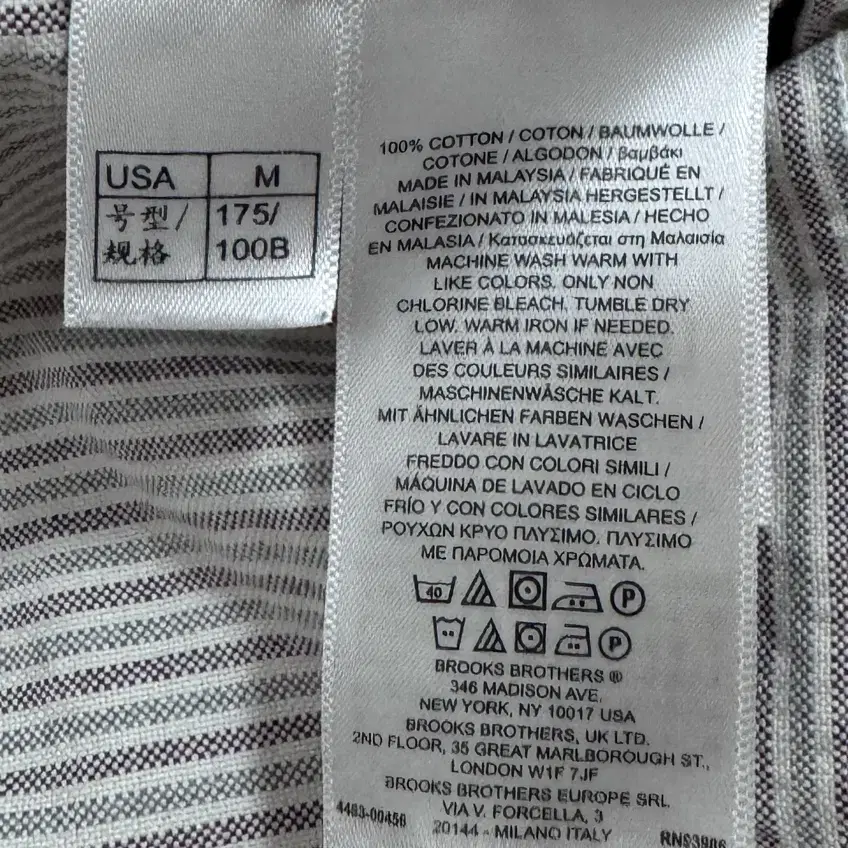 USA M
号型/ 175/
规格 100B
100% COTTON / COTON / BAUMWOLLE /
COTONE / ALGODON / βαμβάκι
MADE IN MALAYSIA / FABRIQUÉ EN
MALAISIE / IN MALAYSIA HERGESTELLT /
CONFEZIONATO IN MALESIA / HECHO
EN MALASIA / Κατασκευάζεται στη Μαλαισία
MACHINE WASH WARM WITH
LIKE COLORS. ONLY NON
CHLORINE BLEACH. TUMBLE DRY
LOW. WARM IRON IF NEEDED.
LAVER À LA MACHINE AVEC
DES COULEURS SIMILAIRES /
MASCHINENWÄSCHE KALT.
MIT ÄHNLICHEN FARBEN WASCHEN /
LAVARE IN LAVATRICE
FREDDO CON COLORI SIMILI /
MÁQUINA DE LAVADO EN CICLO
FRÍO Y CON COLORES SIMILARES /
ΡΟΥΧΩΝ ΚΡΥΟ ΠΛΥΣΙΜΟ. ΠΛΥΣΙΜΟ
ΜΕ ΠΑΡΟΜΟΙΑ ΧΡΩΜΑΤΑ.
40 P
P
BROOKS BROTHERS ®
346 MADISON AVE,
NEW YORK, NY 10017 USA
BROOKS BROTHERS, UK LTD.
2ND FLOOR, 35 GREAT MARLBOROUGH ST.,
LONDON W1F 7JF
BROOKS BROTHERS EUROPE SRL
VIA V. FORCELLA, 3
20144 - MILANO ITALY